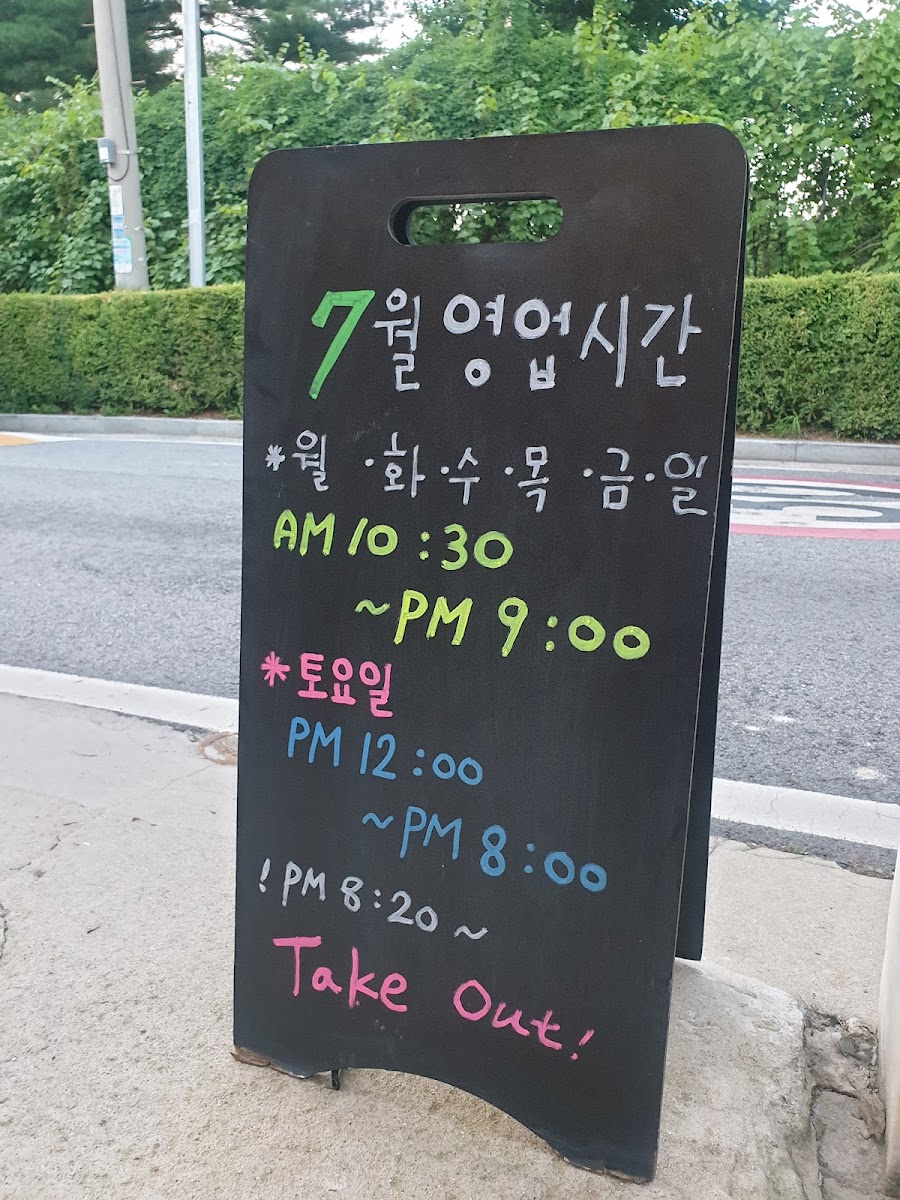 7월 영업시간
*월 ·화·수·목 ·금·일
AM 10:30
~PM 9:00
*토요일
PM 12:00
~PM 8:00
! PM 8:20 ~
Take Out!